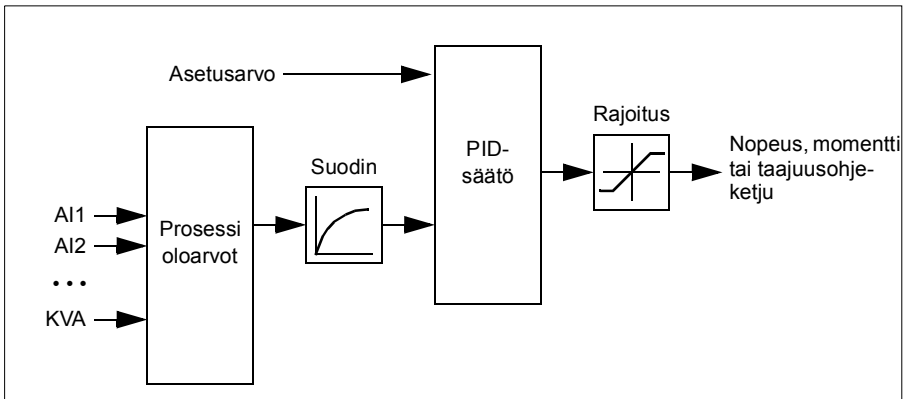 Asetusarvo
AI1
AI2
• • •
KVA
Prosessi
oloarvot
Suodin
PID-
säätö
Rajoitus
Nopeus, momentti
tai taajuusohje-
ketju